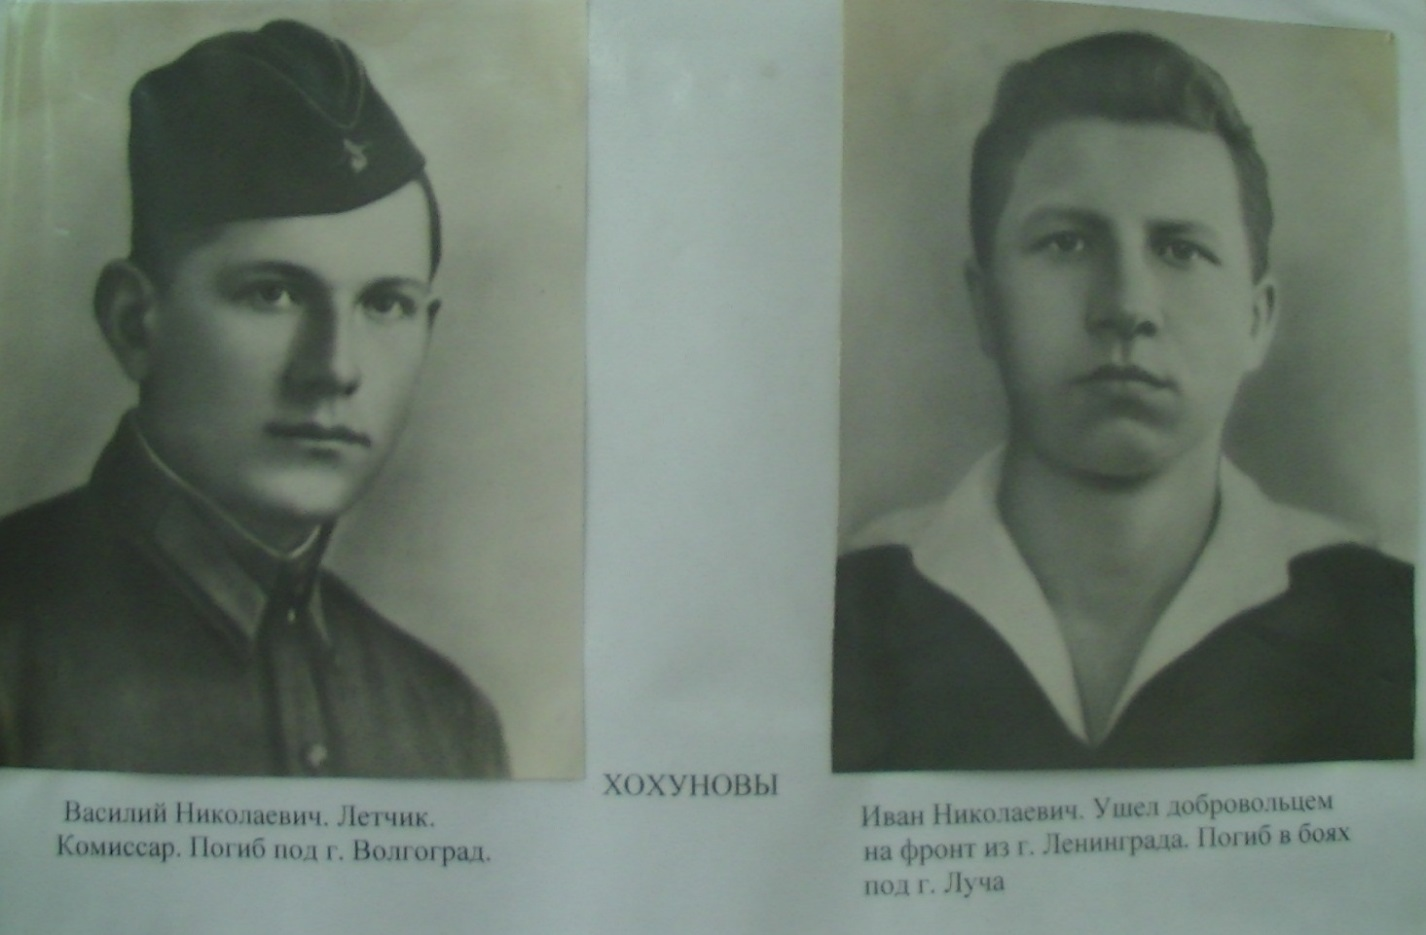 ХОХУНОВЫ
Василий Николаевич. Летчик.
Комиссар. Погиб под г. Волгоград.
Иван Николаевич. Ушел добровольцем
на фронт из г. Ленинграда. Погиб в боях
под г. Луча